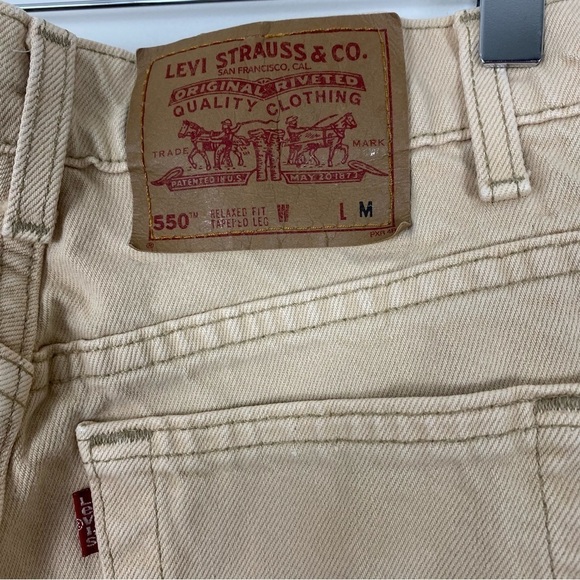 LEVI STRAUSS & CO.
SAN FRANCISCO, CAL.
ORIGINAL RIVETED
QUALITY CLOTHING
TRADE MARK
PATENTED IN U.S. MAY 20 1873
550™ RELAXED FIT TAPERED LEG W L M
LEVI'S
®